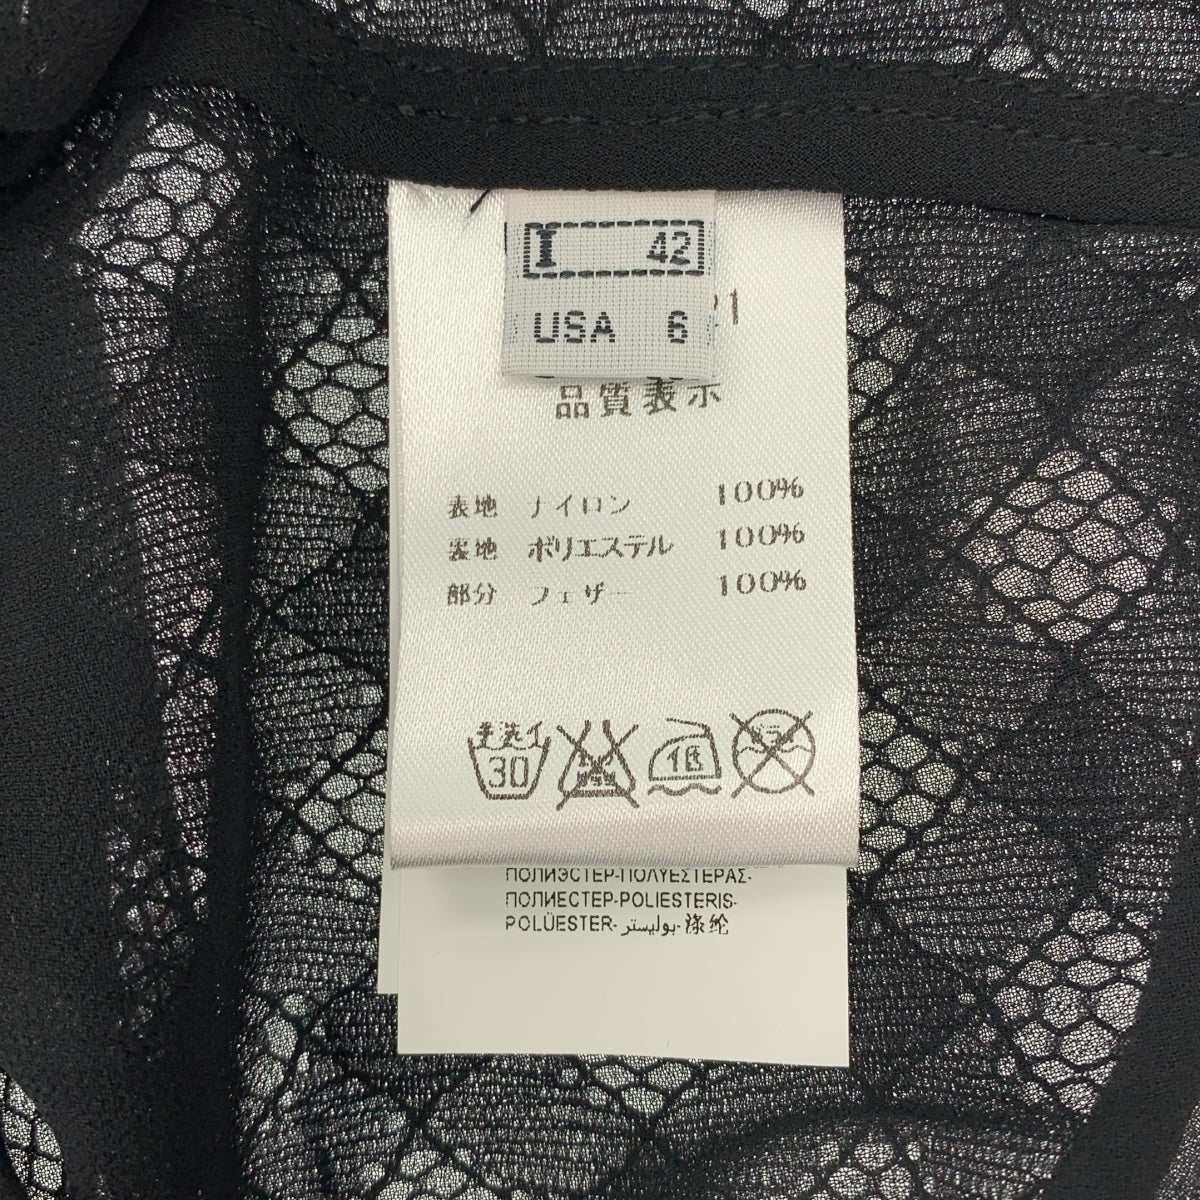 I 42
21
USA 6
品質表示
表地 ナイロン 100%
裏地 ポリエステル 100%
部分 フェザー 100%
手洗イ
30
低
ПОЛИЭСТЕР-ΠΟΛΥΕΣΤΕΡΑΣ-
ПОЛИЕСТЕР-POLIESTERIS-
POLÜESTER-بوليستر-涤纶